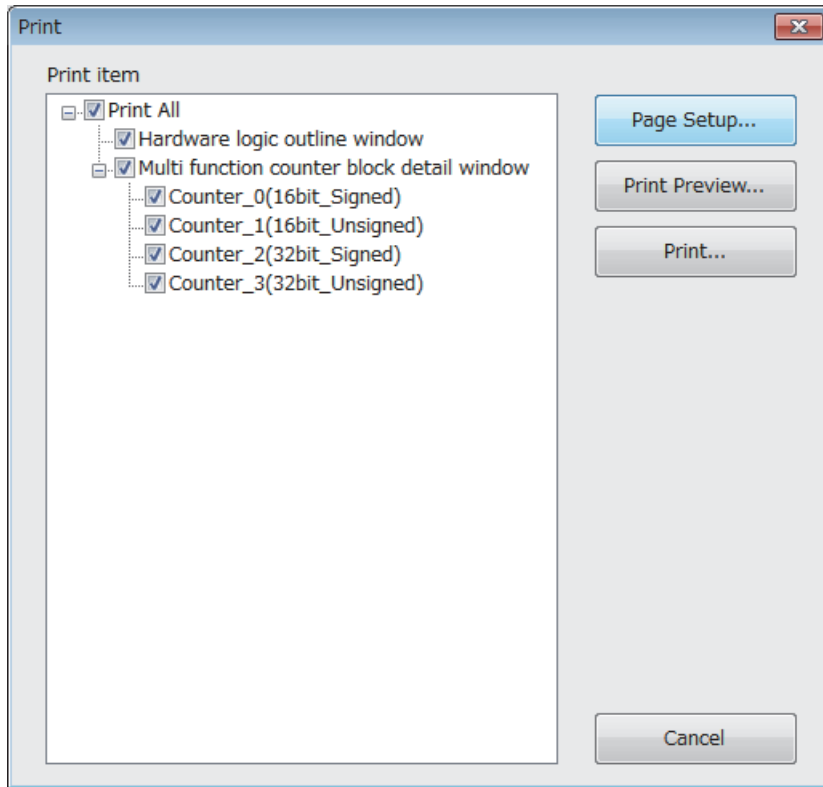 Print
Print item
Print All
Hardware logic outline window
Multi function counter block detail window
Counter_0(16bit_Signed)
Counter_1(16bit_Unsigned)
Counter_2(32bit_Signed)
Counter_3(32bit_Unsigned)
Page Setup...
Print Preview...
Print...
Cancel